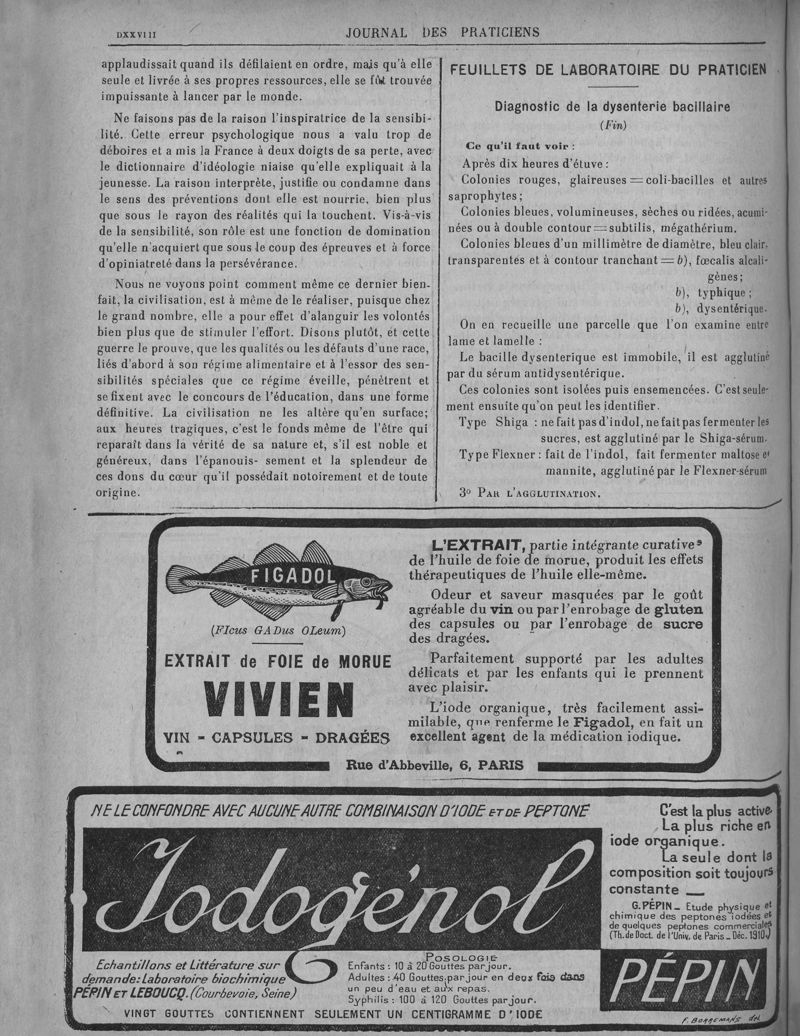 DXXVIII
JOURNAL DES PRATICIENS
applaudissait quand ils défilaient en ordre, mais qu'à elle
seule et livrée à ses propres ressources, elle se fût trouvée
impuissante à lancer par le monde.
Ne faisons pas de la raison l'inspiratrice de la sensibi-
lité. Cette erreur psychologique nous a valu trop de
déboires et a mis la France à deux doigts de sa perte, avec
le dictionnaire d'idéologie niaise qu'elle expliquait à la
jeunesse. La raison interprète, justifie ou condamne dans
le sens des préventions dont elle est nourrie, bien plus
que sous le rayon des réalités qui la touchent. Vis-à-vis
de la sensibilité, son rôle est une fonction de domination
qu'elle n'acquiert que sous le coup des épreuves et à force
d'opiniatreté dans la persévérance.
Nous ne voyons point comment même ce dernier bien-
fait, la civilisation, est à même de le réaliser, puisque chez
le grand nombre, elle a pour effet d'alanguir les volontés
bien plus que de stimuler l'effort. Disons plutôt, et cette
guerre le prouve, que les qualités ou les défauts d'une race,
liés d'abord à son régime alimentaire et à l'essor des sen-
sibilités spéciales que ce régime éveille, pénètrent et
se fixent avec le concours de l'éducation, dans une forme
définitive. La civilisation ne les altère qu'en surface;
aux heures tragiques, c'est le fonds même de l'être qui
reparaît dans la vérité de sa nature et, s'il est noble et
généreux, dans l'épanouis- sement et la splendeur de
ces dons du cœur qu'il possédait notoirement et de toute
origine.
FEUILLETS DE LABORATOIRE DU PRATICIEN
Diagnostic de la dysenterie bacillaire
(Fin)
Ce qu'il faut voir :
Après dix heures d'étuve :
Colonies rouges, glaireuses = coli-bacilles et autres
saprophytes;
Colonies bleues, volumineuses, sèches ou ridées, acumi-
nées ou à double contour = subtilis, mégathérium.
Colonies bleues d'un millimètre de diamètre, bleu clair,
transparentes et à contour tranchant = b), fœcalis alcali-
gènes;
b), typhique;
b), dysentérique.
On en recueille une parcelle que l'on examine entre
lame et lamelle :
Le bacille dysenterique est immobile, il est agglutiné
par du sérum antidysentérique.
Ces colonies sont isolées puis ensemencées. C'est seule-
ment ensuite qu'on peut les identifier.
Type Shiga : ne fait pas d'indol, ne fait pas fermenter les
sucres, est agglutiné par le Shiga-sérum.
Type Flexner : fait de l'indol, fait fermenter maltose et
mannite, agglutiné par le Flexner-sérum
3° PAR L'AGGLUTINATION.
FIGADOL
(FIcus GADus OLeum)
EXTRAIT de FOIE de MORUE
VIVIEN
VIN - CAPSULES - DRAGÉES
L'EXTRAIT, partie intégrante curative
de l'huile de foie de morue, produit les effets
thérapeutiques de l'huile elle-même.
Odeur et saveur masquées par le goût
agréable du vin ou par l'enrobage de gluten
des capsules ou par l'enrobage de sucre
des dragées.
Parfaitement supporté par les adultes
délicats et par les enfants qui le prennent
avec plaisir.
L'iode organique, très facilement assi-
milable, que renferme le Figadol, en fait un
excellent agent de la médication iodique.
Rue d'Abbeville, 6, PARIS
NE LE CONFONDRE AVEC AUCUNE AUTRE COMBINAISON D'IODE ET DE PEPTONE
Iodogénol
C'est la plus active.
La plus riche en
iode organique.
La seule dont la
composition soit toujours
constante _
G. PÉPIN _ Etude physique et
chimique des peptones iodées et
de quelques peptones commerciales
(Th. de Doct. de l'Univ. de Paris _ Déc. 1910)
Echantillons et Littérature sur
demande: Laboratoire biochimique
PÉPIN ET LEBOUCQ. (Courbevoie, Seine)
POSOLOGIE
Enfants : 10 à 20 Gouttes par jour.
Adultes : 40 Gouttes par jour en deux fois dans
un peu d'eau et aux repas.
Syphilis : 100 à 120 Gouttes par jour.
VINGT GOUTTES CONTIENNENT SEULEMENT UN CENTIGRAMME D'IODE
PÉPIN